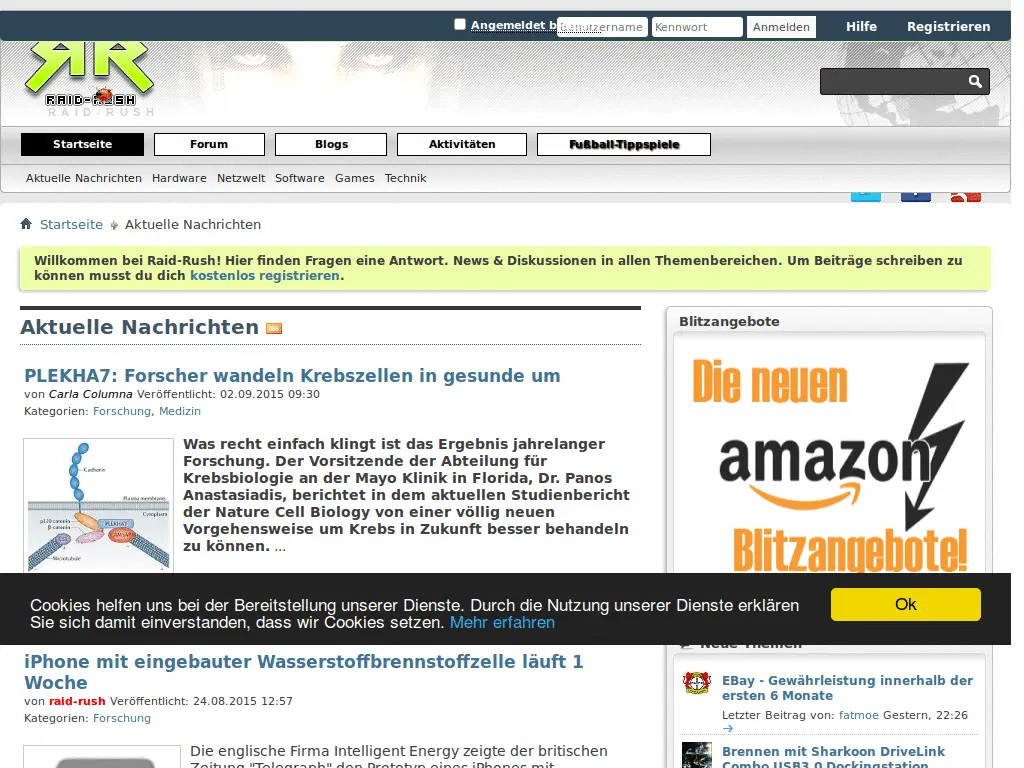 Angemeldet b
Benutzername
Kennwort
Anmelden
Hilfe
Registrieren
RAID-RUSH
RAID-RUSH
Startseite
Forum
Blogs
Aktivitäten
Fußball-Tippspiele
Aktuelle Nachrichten
Hardware
Netzwelt
Software
Games
Technik
Startseite
Aktuelle Nachrichten
Willkommen bei Raid-Rush! Hier finden Fragen eine Antwort. News & Diskussionen in allen Themenbereichen. Um Beiträge schreiben zu
können musst du dich kostenlos registrieren.
Aktuelle Nachrichten
PLEKHA7: Forscher wandeln Krebszellen in gesunde um
von Carla Columna Veröffentlicht: 02.09.2015 09:30
Kategorien: Forschung, Medizin
Cadherin
Plasma membrane
Cytoplasm
p120 catenin
β-catenin
PLEKHA7
Microtubule
Was recht einfach klingt ist das Ergebnis jahrelanger
Forschung. Der Vorsitzende der Abteilung für
Krebsbiologie an der Mayo Klinik in Florida, Dr. Panos
Anastasiadis, berichtet in dem aktuellen Studienbericht
der Nature Cell Biology von einer völlig neuen
Vorgehensweise um Krebs in Zukunft besser behandeln
zu können. ...
Blitzangebote
Die neuen
amazon
Blitzangebote!
Cookies helfen uns bei der Bereitstellung unserer Dienste. Durch die Nutzung unserer Dienste erklären
Sie sich damit einverstanden, dass wir Cookies setzen. Mehr erfahren
Ok
iPhone mit eingebauter Wasserstoffbrennstoffzelle läuft 1
Woche
von raid-rush Veröffentlicht: 24.08.2015 12:57
Kategorien: Forschung
Die englische Firma Intelligent Energy zeigte der britischen
Zeitung "Telegraph" den Prototyp eines iPhones mit
Neue Themen
EBay - Gewährleistung innerhalb der
ersten 6 Monate
Letzter Beitrag von: fatmoe Gestern, 22:26
Brennen mit Sharkoon DriveLink
Combo USB3.0 Dockingstation